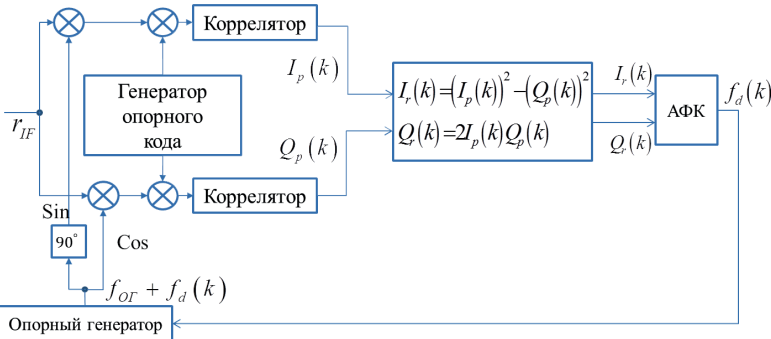 Коррелятор
I_p(k)
r_IF
Генератор
опорного
кода
I_r(k)=(I_p(k))²−(Q_p(k))²
Q_r(k)=2I_p(k)Q_p(k)
I_r(k)
Q_r(k)
АФК
f_d(k)
Q_p(k)
Коррелятор
Sin
90°
Cos
f_ОГ + f_d(k)
Опорный генератор